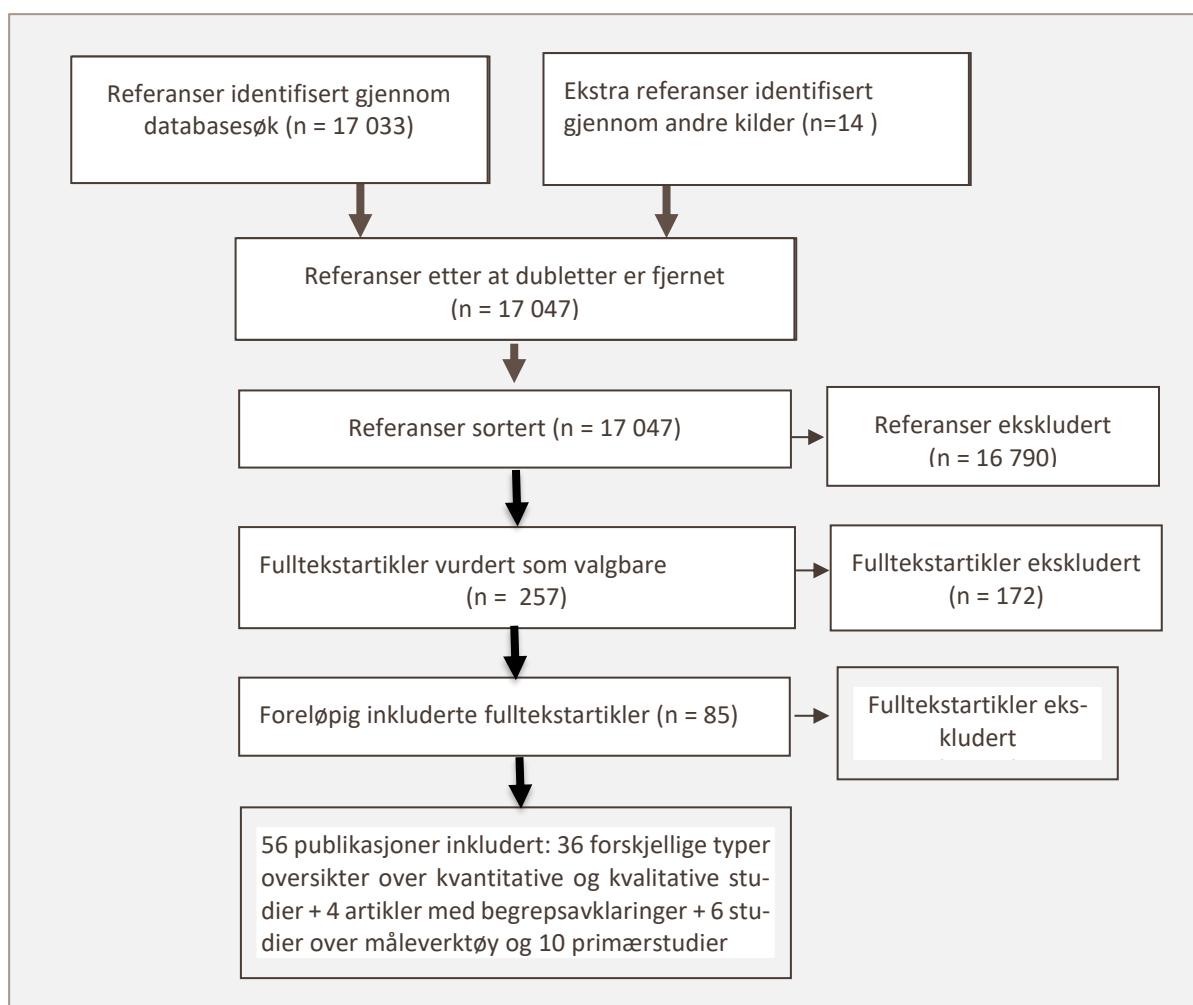 Referanser identifisert gjennom
databasesøk (n = 17 033)
Ekstra referanser identifisert
gjennom andre kilder (n=14 )
Referanser etter at dubletter er fjernet
(n = 17 047)
Referanser sortert (n = 17 047)
Referanser ekskludert
(n = 16 790)
Fulltekstartikler vurdert som valgbare
(n = 257)
Fulltekstartikler ekskludert
(n = 172)
Foreløpig inkluderte fulltekstartikler (n = 85)
Fulltekstartikler eks-
kludert
56 publikasjoner inkludert: 36 forskjellige typer
oversikter over kvantitative og kvalitative stu-
dier + 4 artikler med begrepsavklaringer + 6 stu-
dier over måleverktøy og 10 primærstudier